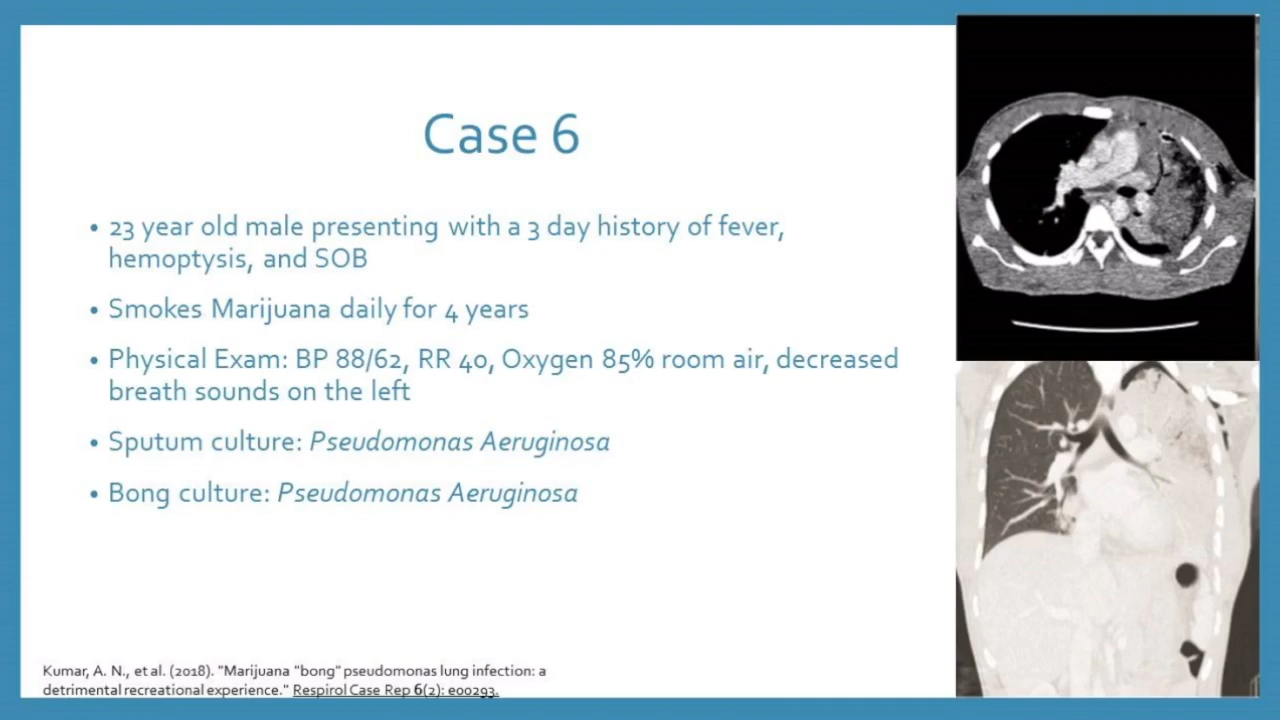 Case 6
• 23 year old male presenting with a 3 day history of fever,
hemoptysis, and SOB
• Smokes Marijuana daily for 4 years
• Physical Exam: BP 88/62, RR 40, Oxygen 85% room air, decreased
breath sounds on the left
• Sputum culture: Pseudomonas Aeruginosa
• Bong culture: Pseudomonas Aeruginosa
Kumar, A. N., et al. (2018). "Marijuana "bong" pseudomonas lung infection: a
detrimental recreational experience." Respirol Case Rep 6(2): e00293.